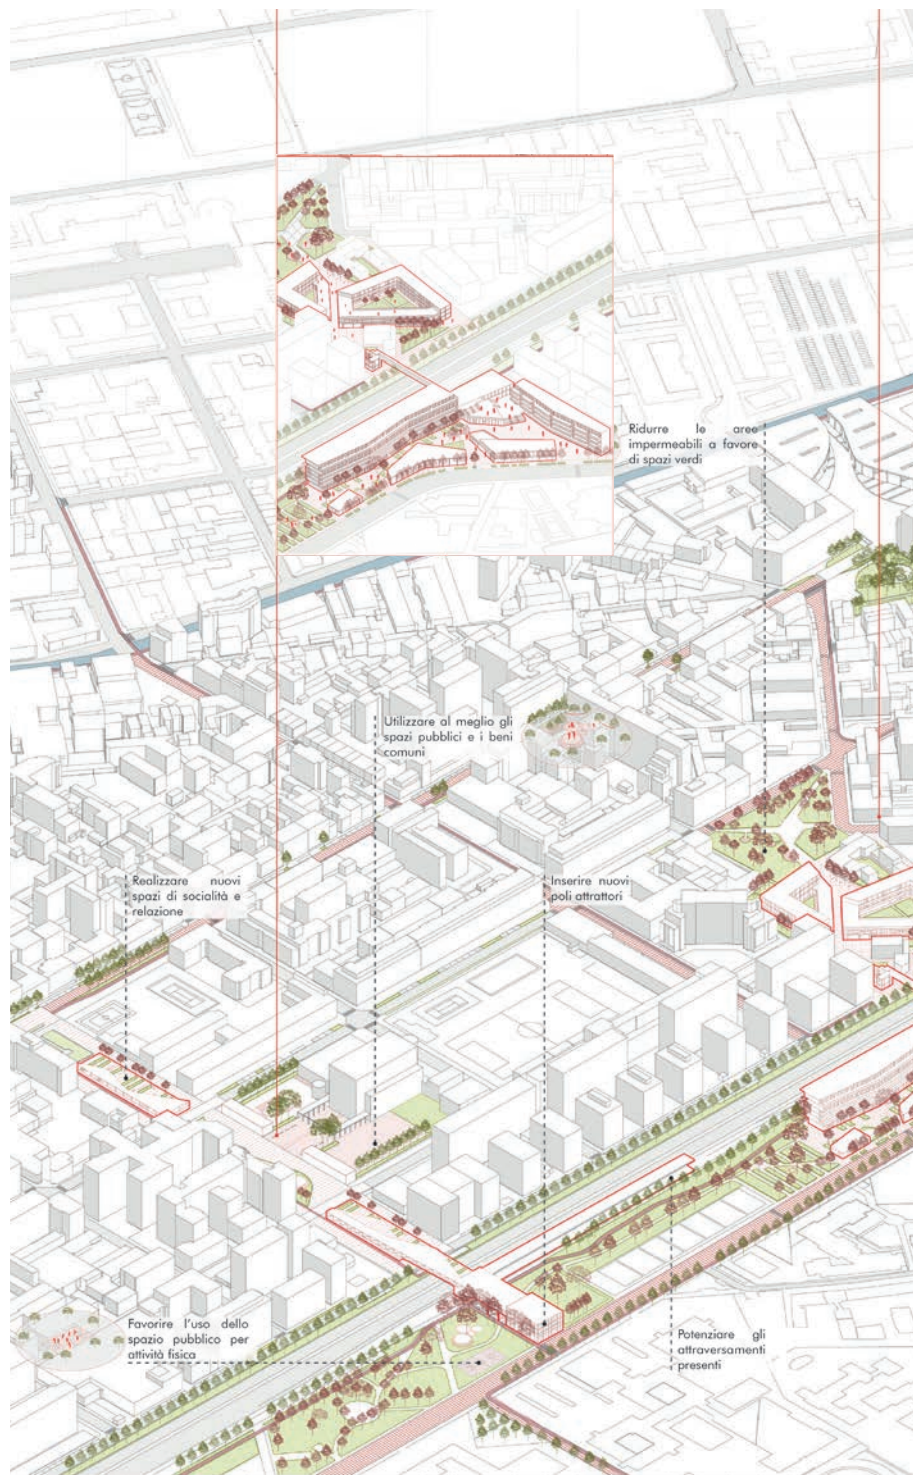 Ridurre le aree
impermeabili a favore
di spazi verdi
Utilizzare al meglio gli
spazi pubblici e i beni
comuni
Realizzare nuovi
spazi di socialità e
relazione
Inserire nuovi
poli attrattori
Favorire l'uso dello
spazio pubblico per
attività fisica
Potenziare gli
attraversamenti
presenti